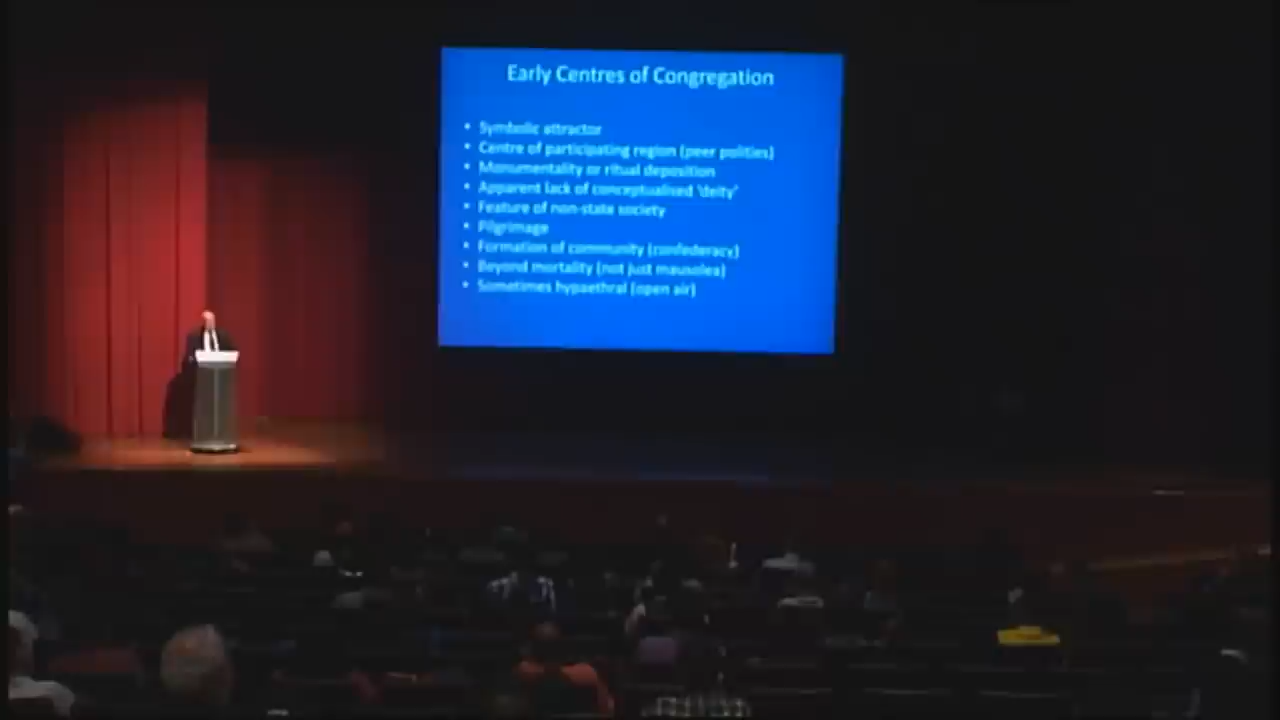 Early Centres of Congregation
• Symbolic attractor
• Centre of participating region (peer polities)
• Monumentality or ritual deposition
• Apparent lack of conceptualised 'deity'
• Feature of non-state society
• Pilgrimage
• Formation of community (confederacy)
• Beyond mortality (not just mausolea)
• Sometimes hypaethral (open air)